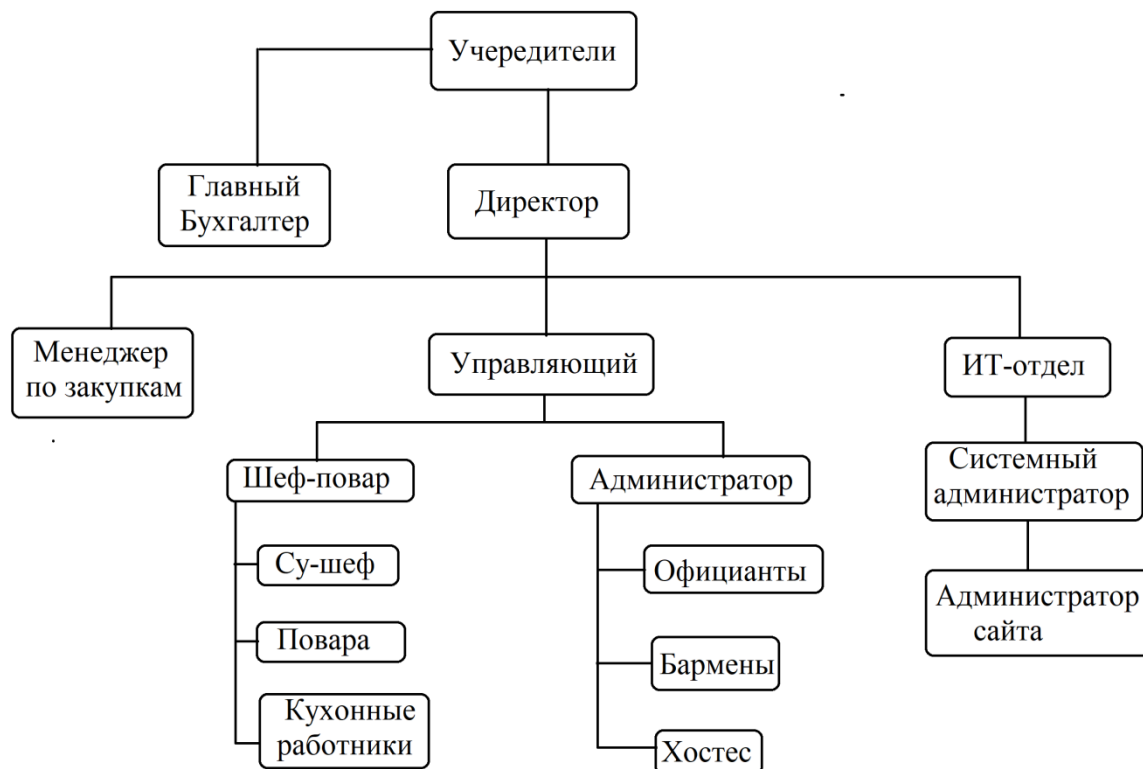 Учередители
Главный
Бухгалтер
Директор
Менеджер
по закупкам
Управляющий
ИТ-отдел
Шеф-повар
Администратор
Системный
администратор
Су-шеф
Официанты
Администратор
сайта
Повара
Бармены
Кухонные
работники
Хостес